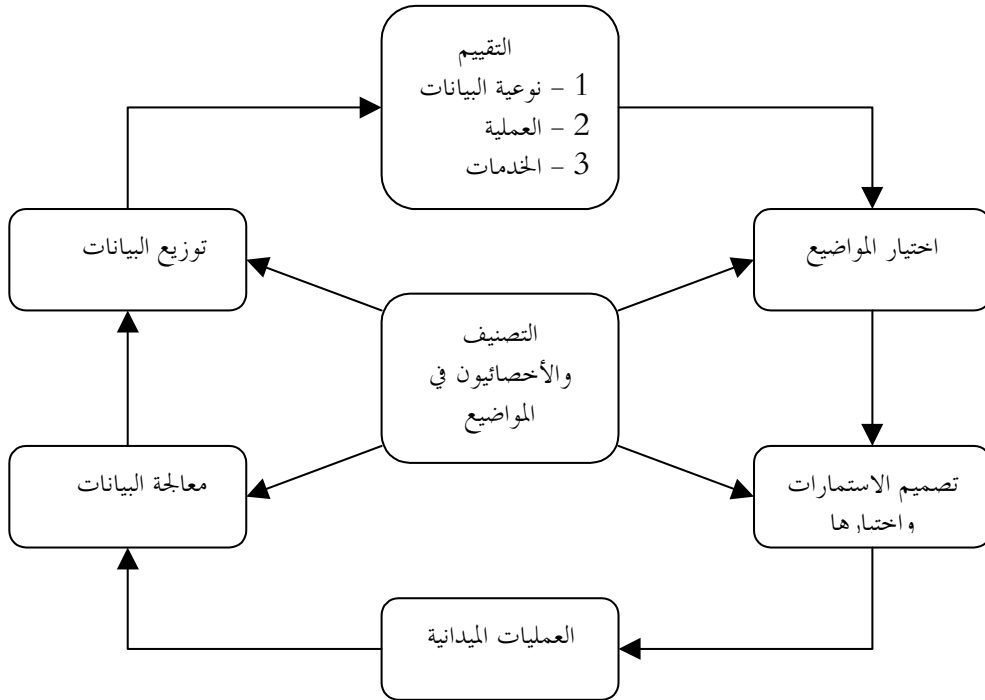 التقييم
1 – نوعية البيانات
2 – العملية
3 – الخدمات
اختيار المواضيع
توزيع البيانات
التصنيف
والأخصائيون في
المواضيع
تصميم الاستمارات
واختبارها
معالجة البيانات
العمليات الميدانية